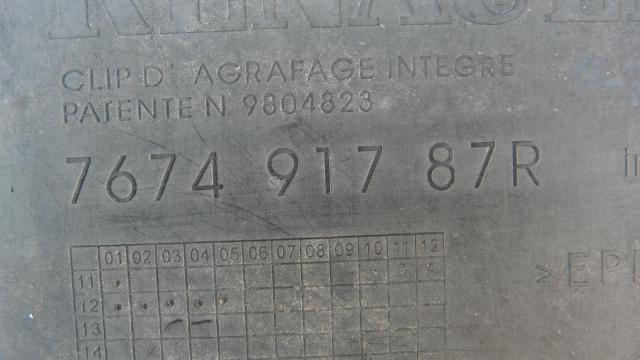 CLIP D' AGRAFAGE INTEGRE
PATENTE N 9804823
7674 917 87R
01 02 03 04 05 06 07 08 09 10 11 12
11
12
13
14